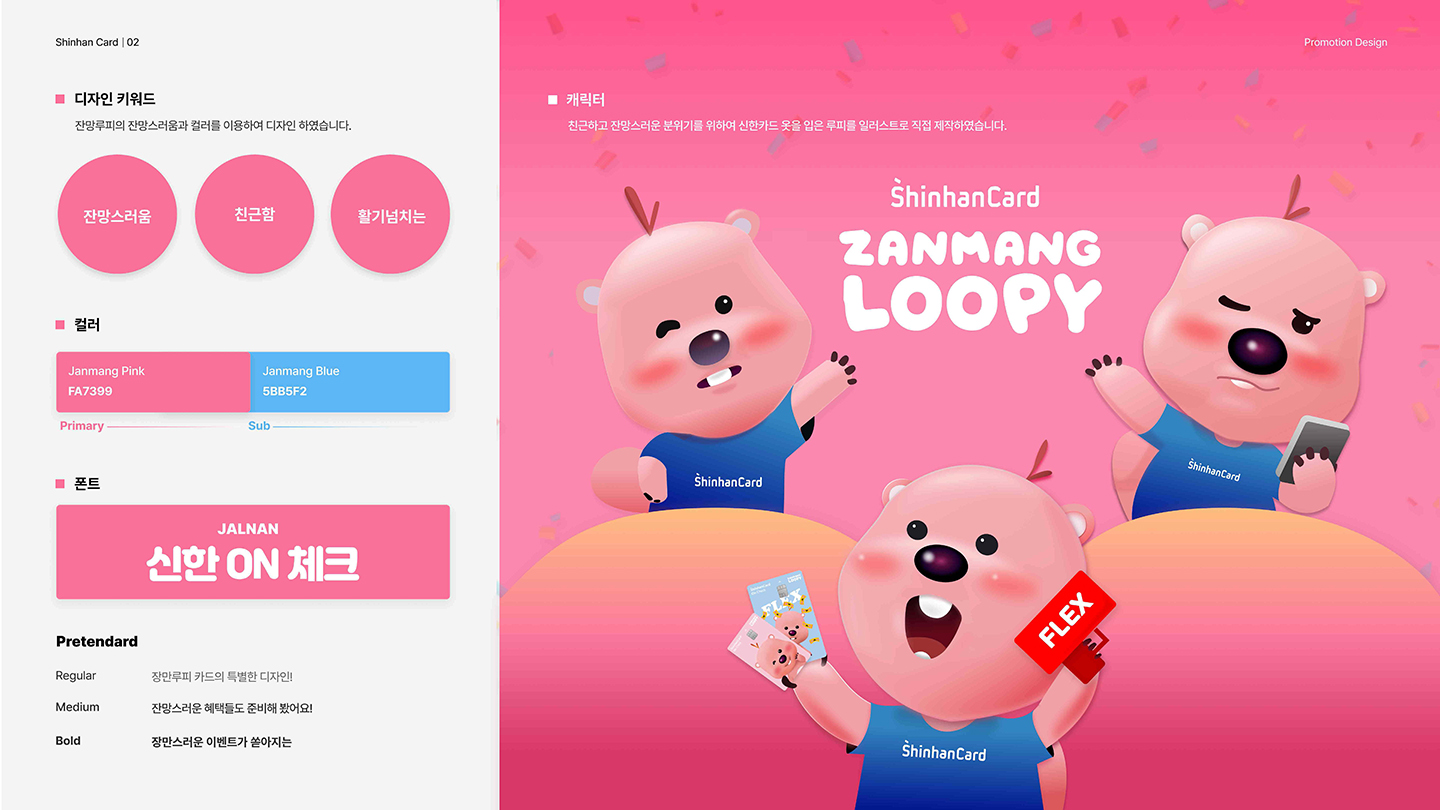 Shinhan Card | 02
디자인 키워드
잔망루피의 잔망스러움과 컬러를 이용하여 디자인 하였습니다.
잔망스러움
친근함
활기넘치는
컬러
Janmang Pink
FA7399
Janmang Blue
5BB5F2
Primary
Sub
폰트
JALNAN
신한 ON 체크
Pretendard
Regular
장만루피 카드의 특별한 디자인!
Medium
잔망스러운 혜택들도 준비해 봤어요!
Bold
장만스러운 이벤트가 쏟아지는
Promotion Design
캐릭터
친근하고 잔망스러운 분위기를 위하여 신한카드 옷을 입은 루피를 일러스트로 직접 제작하였습니다.
ShinhanCard
ZANMANG
LOOPY
ShinhanCard
ShinhanCard
FLEX
FLEX
ShinhanCard